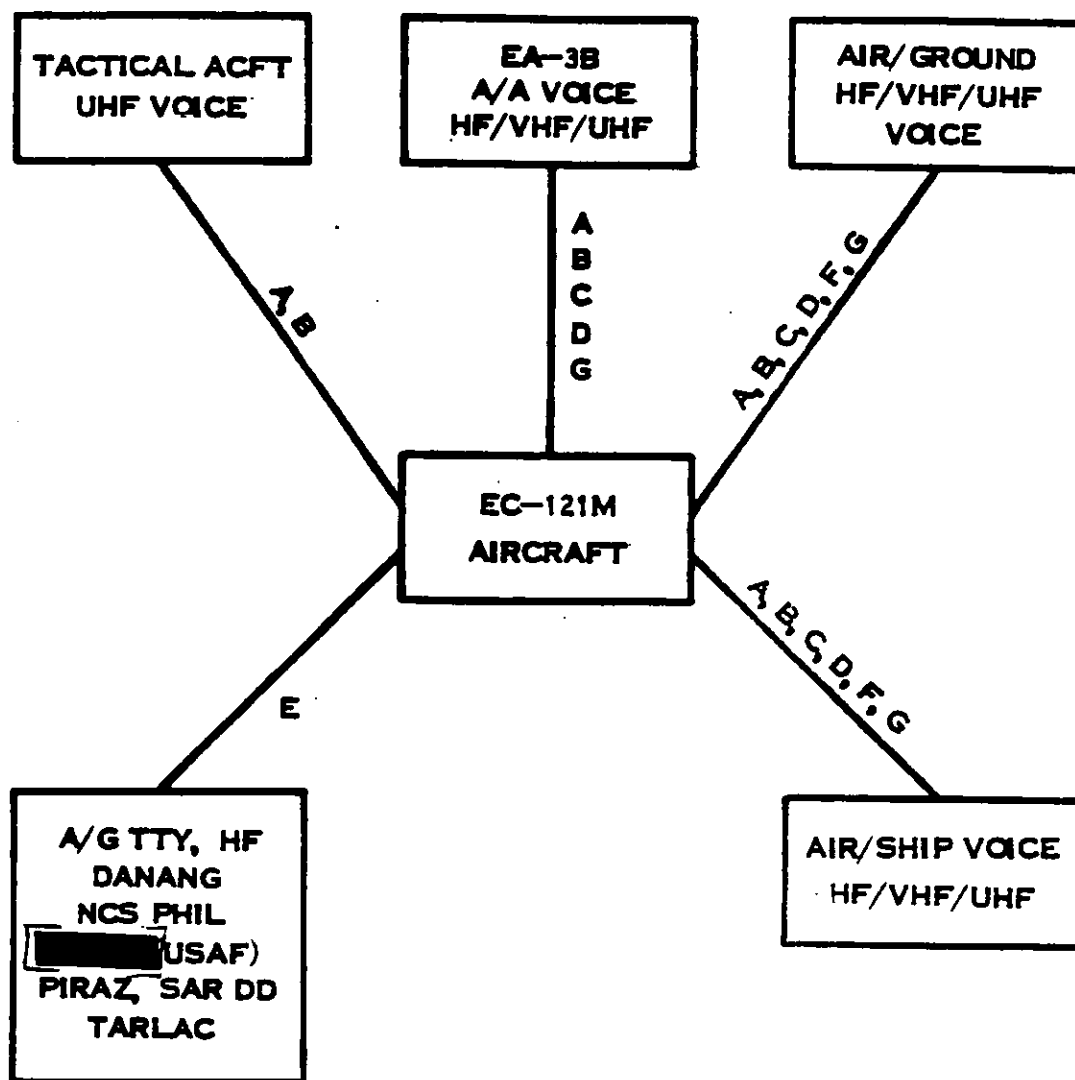 TACTICAL ACFT
UHF VOICE
EA-3B
A/A VOICE
HF/VHF/UHF
AIR/GROUND
HF/VHF/UHF
VOICE
A, B
A
B
C
D
G
A, B, C, D, F, G
EC-121M
AIRCRAFT
E
A, B, C, D, F, G
A/G TTY, HF
DANANG
NCS PHIL
USAF)
PIRAZ, SAR DD
TARLAC
AIR/SHIP VOICE
HF/VHF/UHF